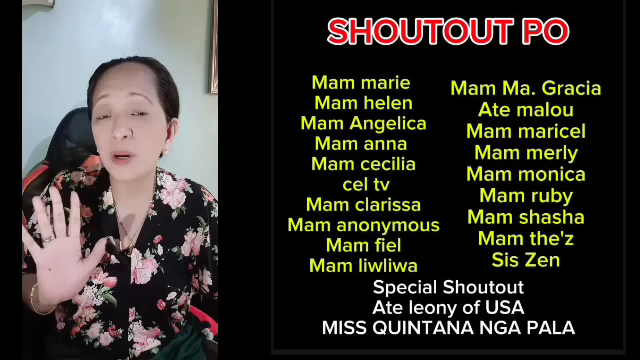 SHOUTOUT PO
Mam marie
Mam helen
Mam Angelica
Mam anna
Mam cecilia
cel tv
Mam clarissa
Mam anonymous
Mam fiel
Mam liwliwa
Mam Ma. Gracia
Ate malou
Mam maricel
Mam merly
Mam monica
Mam ruby
Mam shasha
Mam the'z
Sis Zen
Special Shoutout
Ate leony of USA
MISS QUINTANA NGA PALA